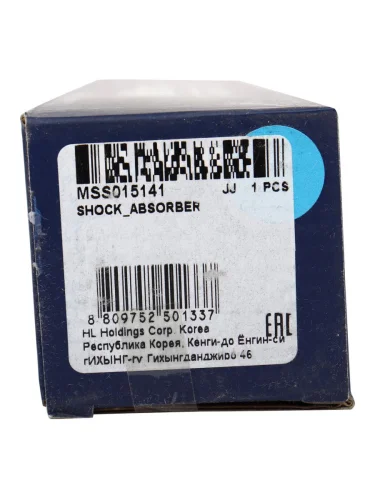 MSS015141 JJ 1 PCS
SHOCK_ABSORBER
8 809752 501337
HL Holdings Corp. Korea
EAC
Республика Корея, Кенги-до Ёнгин-си
гИХЫНГ-гу Гихынгданджиро 46